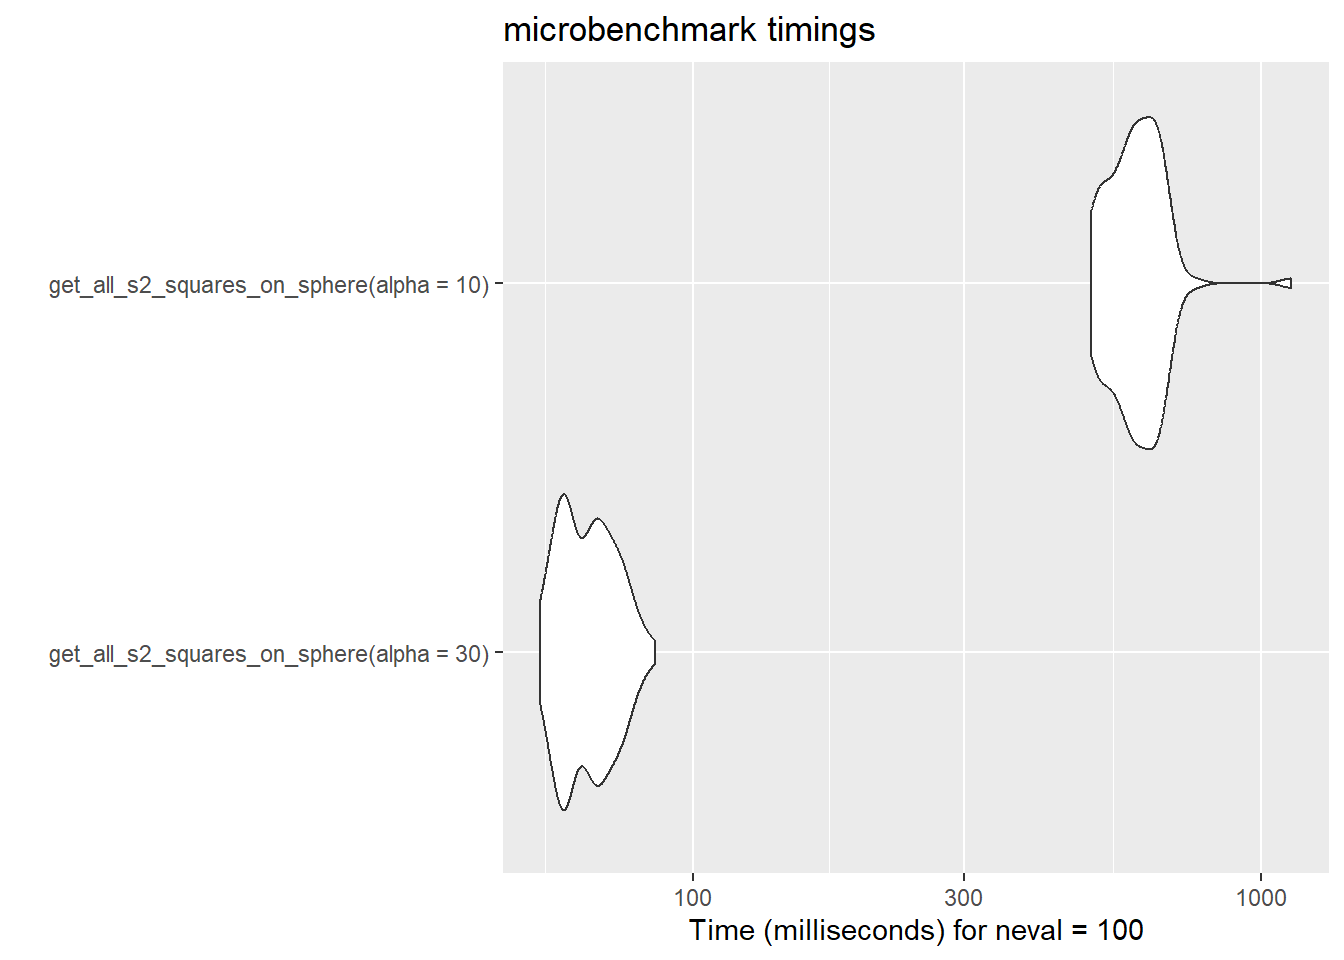 microbenchmark timings
get_all_s2_squares_on_sphere(alpha = 10)
get_all_s2_squares_on_sphere(alpha = 30)
100 300 1000
Time (milliseconds) for neval = 100